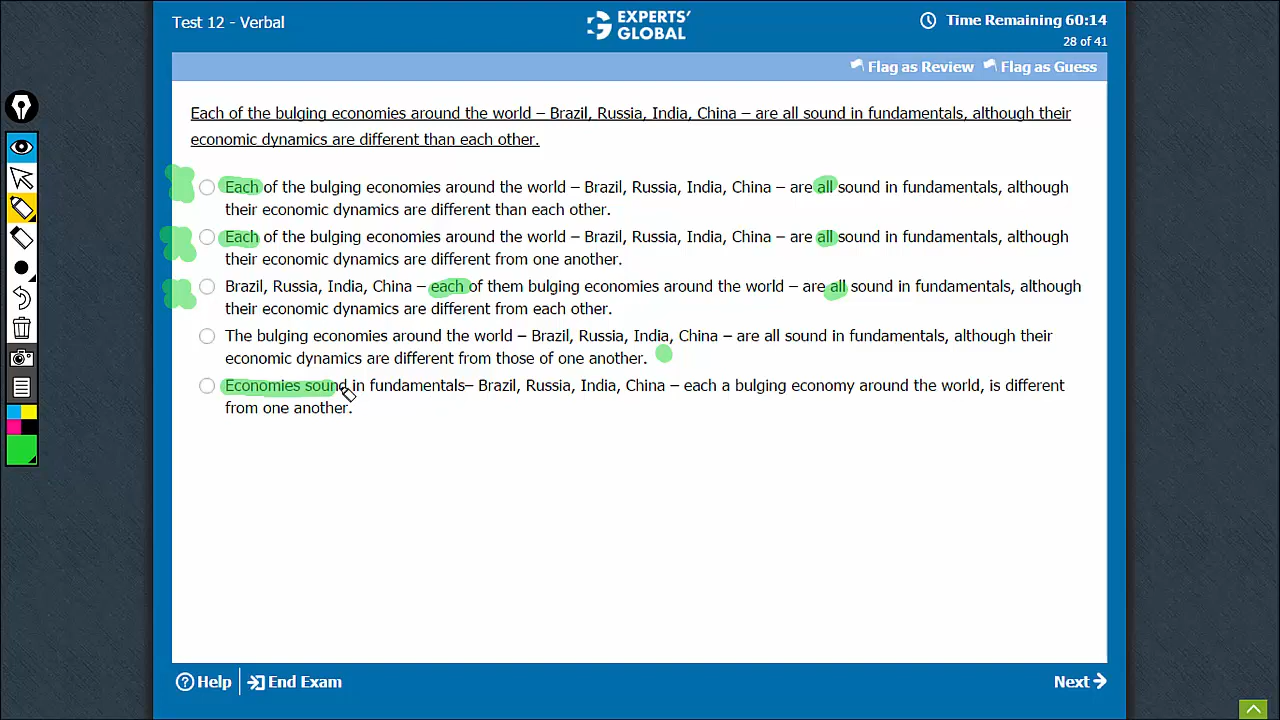 Test 12 - Verbal
EXPERTS'
GLOBAL
Time Remaining 60:14
28 of 41
Flag as Review
Flag as Guess
Each of the bulging economies around the world – Brazil, Russia, India, China – are all sound in fundamentals, although their
economic dynamics are different than each other.
Each of the bulging economies around the world – Brazil, Russia, India, China – are all sound in fundamentals, although
their economic dynamics are different than each other.
Each of the bulging economies around the world – Brazil, Russia, India, China – are all sound in fundamentals, although
their economic dynamics are different from one another.
Brazil, Russia, India, China – each of them bulging economies around the world – are all sound in fundamentals, although
their economic dynamics are different from each other.
The bulging economies around the world – Brazil, Russia, India, China – are all sound in fundamentals, although their
economic dynamics are different from those of one another.
Economies sound in fundamentals– Brazil, Russia, India, China – each a bulging economy around the world, is different
from one another.
Help
End Exam
Next